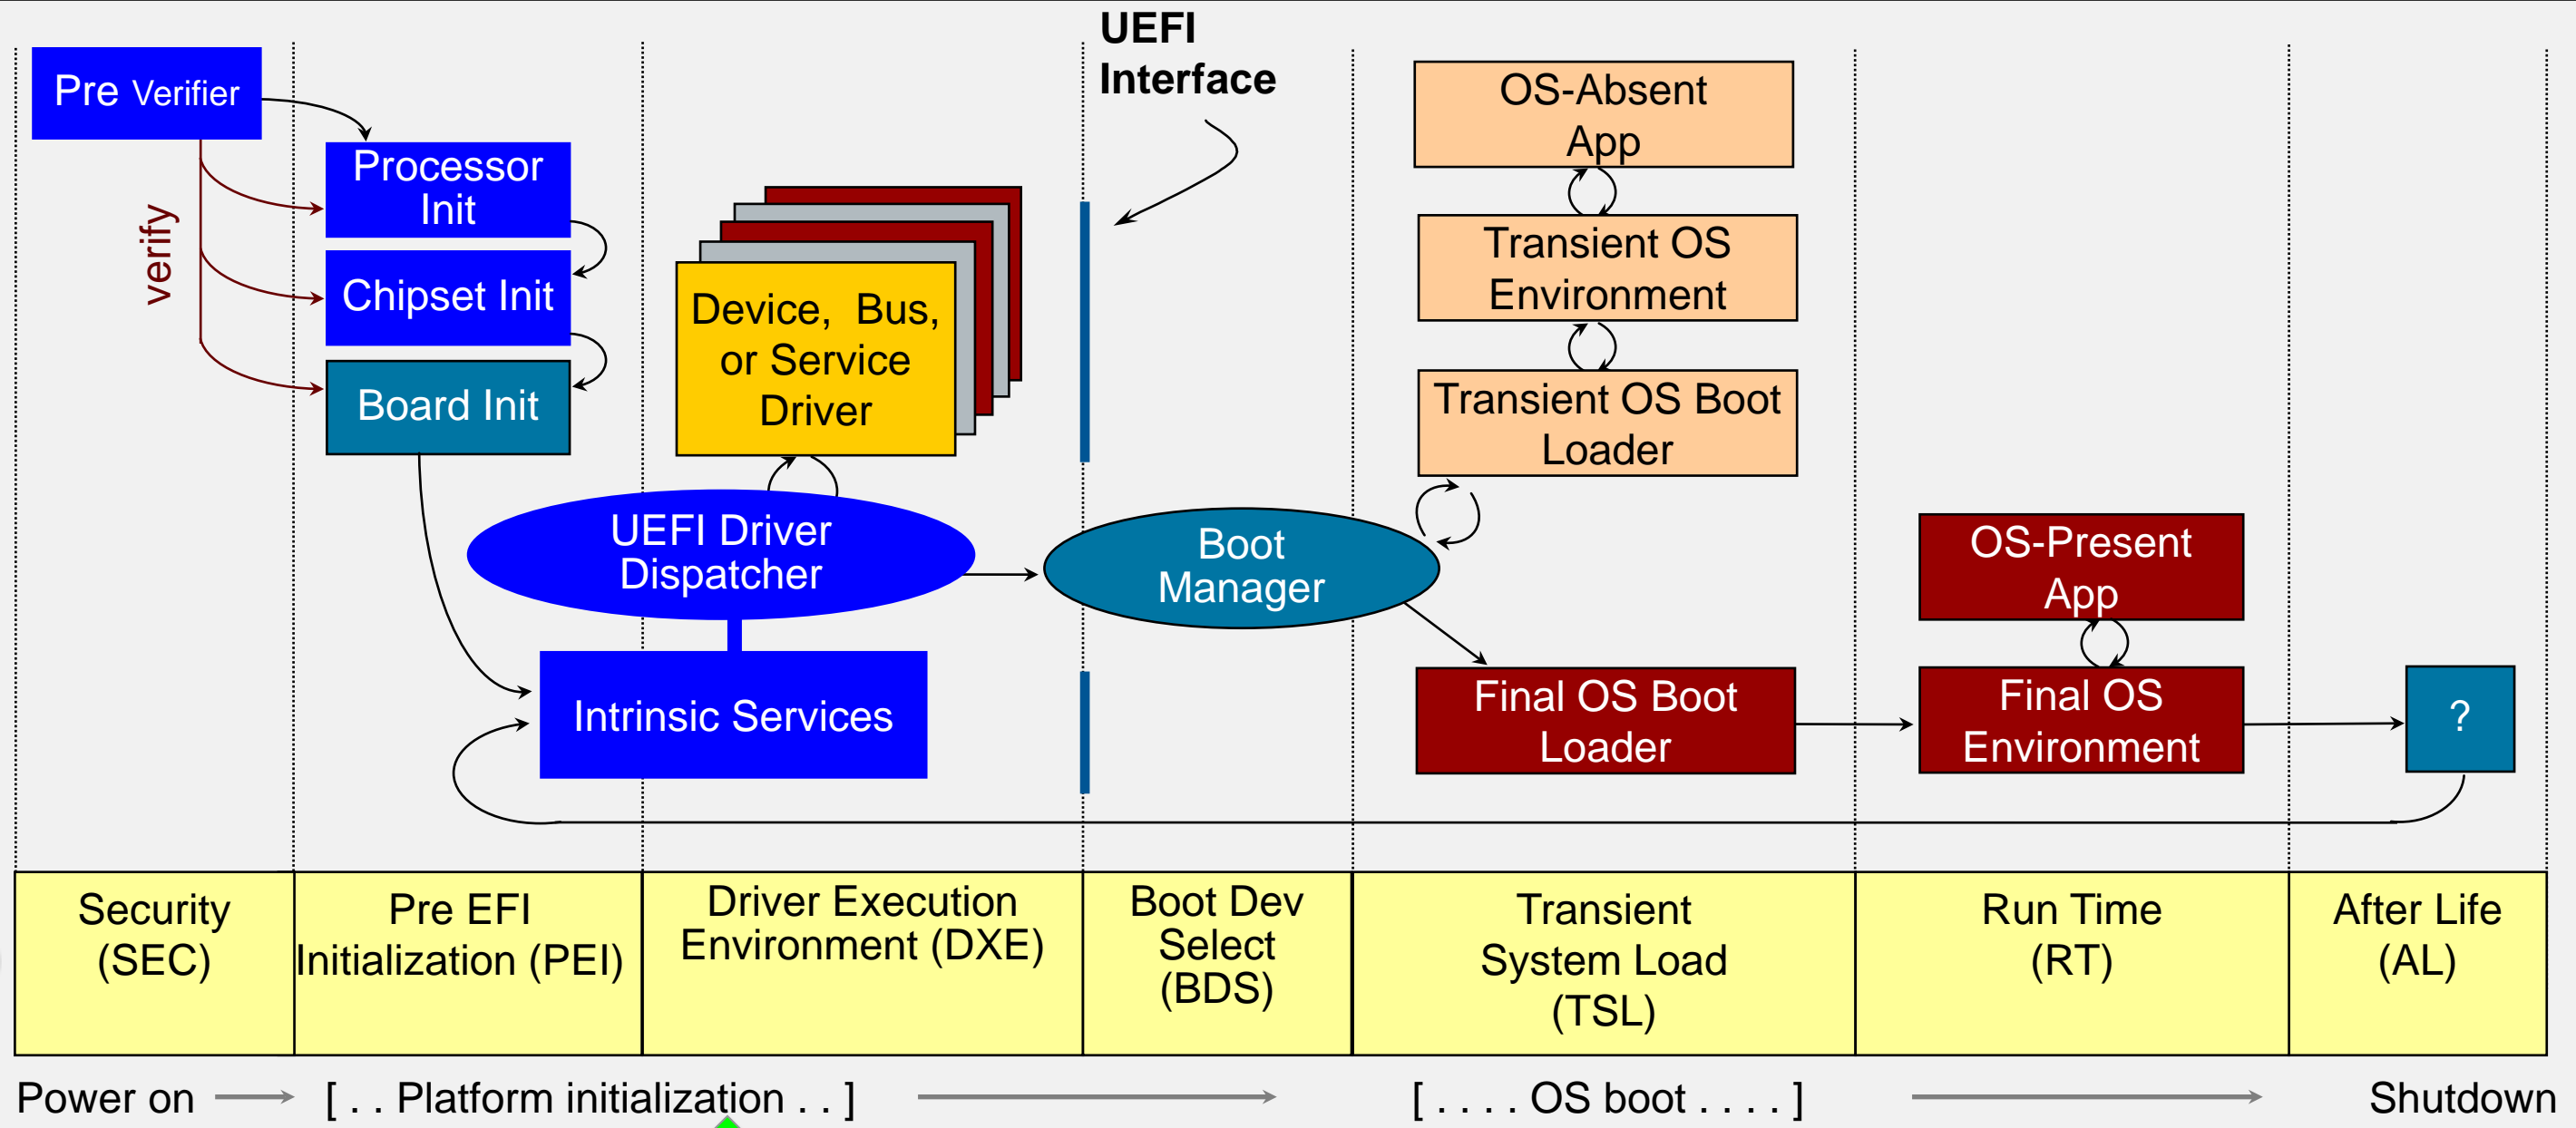 UEFI
Interface
Pre Verifier
verify
Processor
Init
Chipset Init
Board Init
Device, Bus,
or Service
Driver
UEFI Driver
Dispatcher
Intrinsic Services
Boot
Manager
OS-Absent
App
Transient OS
Environment
Transient OS Boot
Loader
Final OS Boot
Loader
OS-Present
App
Final OS
Environment
?
Security
(SEC)
Pre EFI
Initialization (PEI)
Driver Execution
Environment (DXE)
Boot Dev
Select
(BDS)
Transient
System Load
(TSL)
Run Time
(RT)
After Life
(AL)
Power on
[ . . Platform initialization . . ]
[ . . . . OS boot . . . . ]
Shutdown